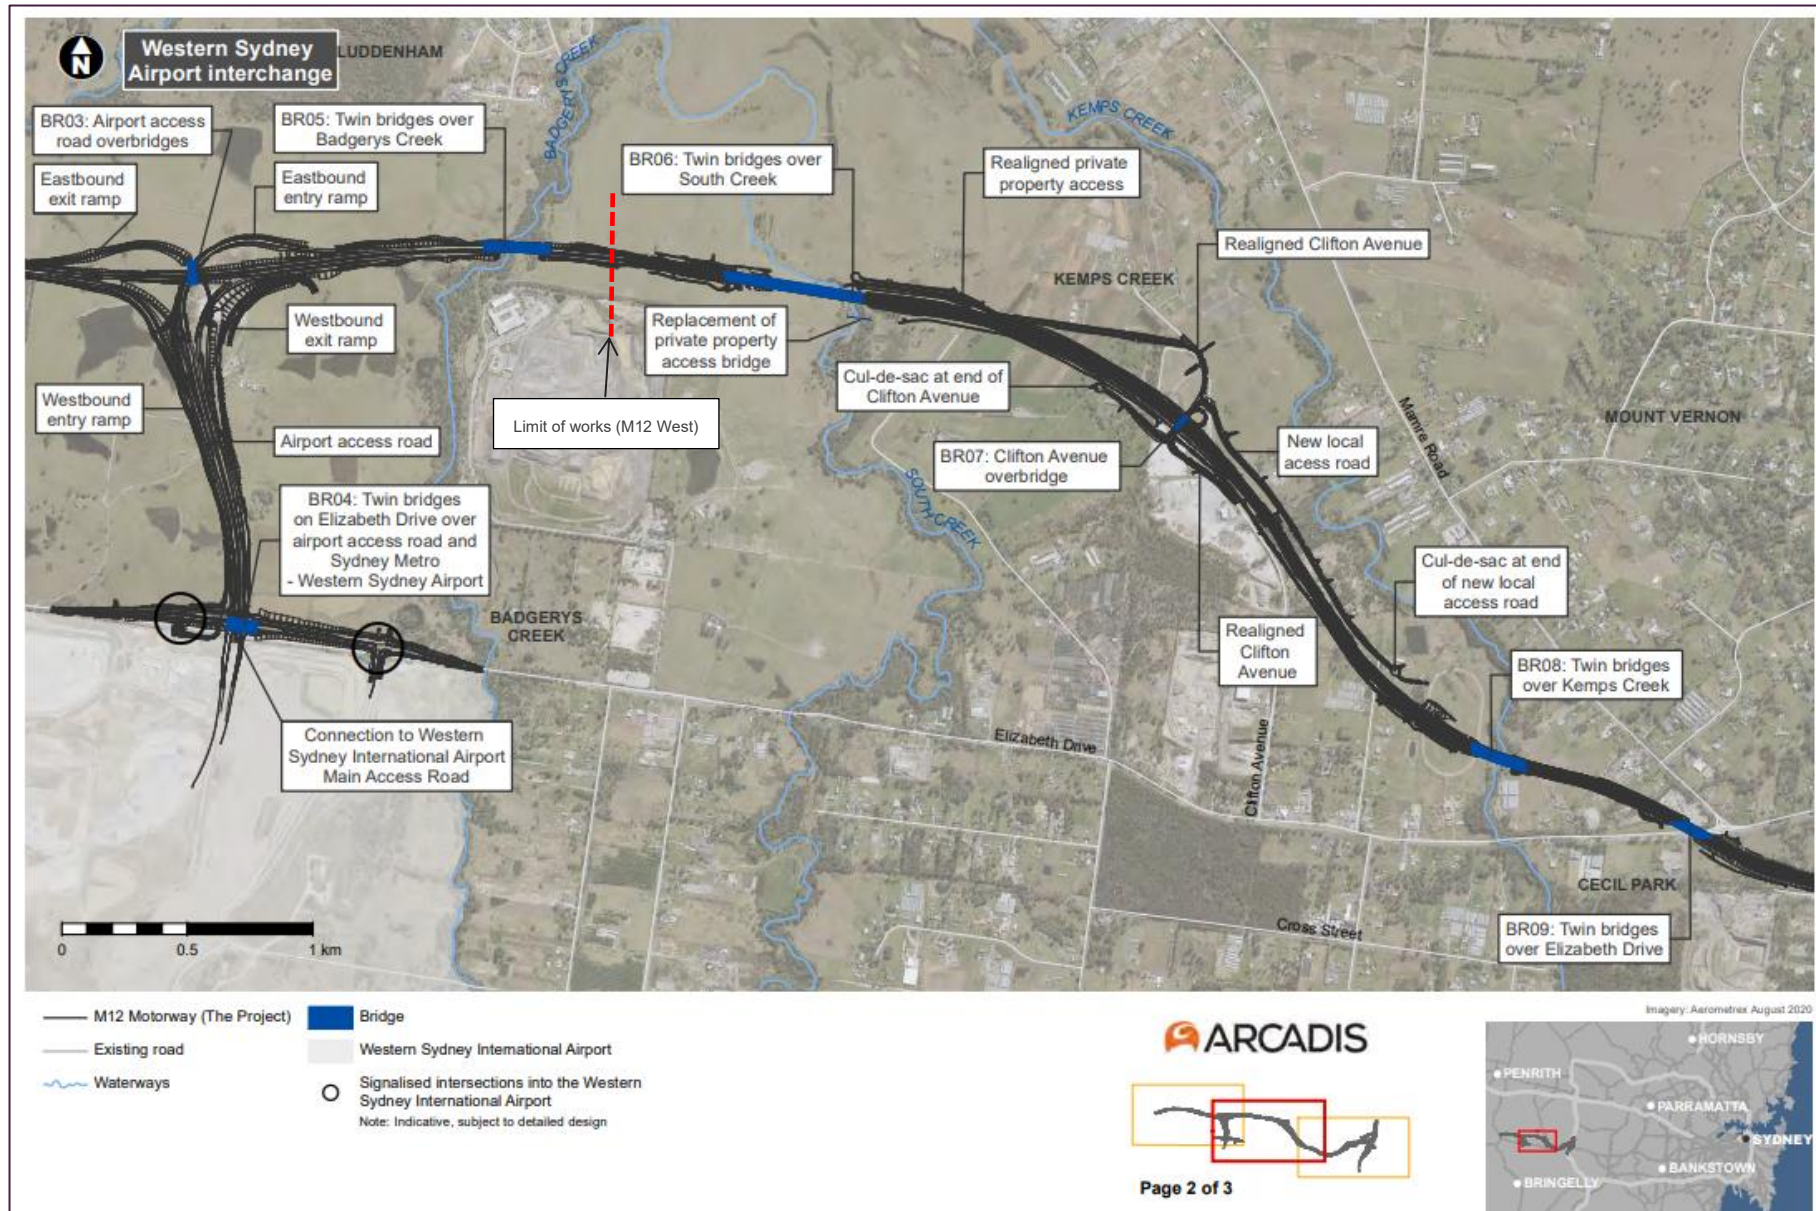 Western Sydney
Airport interchange
LUDDENHAM
BADGERYS CREEK
KEMPS CREEK
BR03: Airport access
road overbridges
BR05: Twin bridges over
Badgerys Creek
BR06: Twin bridges over
South Creek
Realigned private
property access
Eastbound
exit ramp
Eastbound
entry ramp
Realigned Clifton Avenue
KEMPS CREEK
Westbound
exit ramp
Replacement of
private property
access bridge
Cul-de-sac at end of
Clifton Avenue
Westbound
entry ramp
Limit of works (M12 West)
Mamre Road
MOUNT VERNON
Airport access road
BR07: Clifton Avenue
overbridge
New local
acess road
SOUTH CREEK
BR04: Twin bridges
on Elizabeth Drive over
airport access road and
Sydney Metro
- Western Sydney Airport
Cul-de-sac at end
of new local
access road
BADGERYS
CREEK
Realigned
Clifton
Avenue
BR08: Twin bridges
over Kemps Creek
Connection to Western
Sydney International Airport
Main Access Road
Elizabeth Drive
Clifton Avenue
CECIL PARK
Cross Street
BR09: Twin bridges
over Elizabeth Drive
0 0.5 1 km
M12 Motorway (The Project)
Existing road
Waterways
Bridge
Western Sydney International Airport
Signalised intersections into the Western
Sydney International Airport
Note: Indicative, subject to detailed design
ARCADIS
Page 2 of 3
Imagery: Aerometrex August 2020
HORNSBY
PENRITH
PARRAMATTA
SYDNEY
BANKSTOWN
BRINGELLY
N